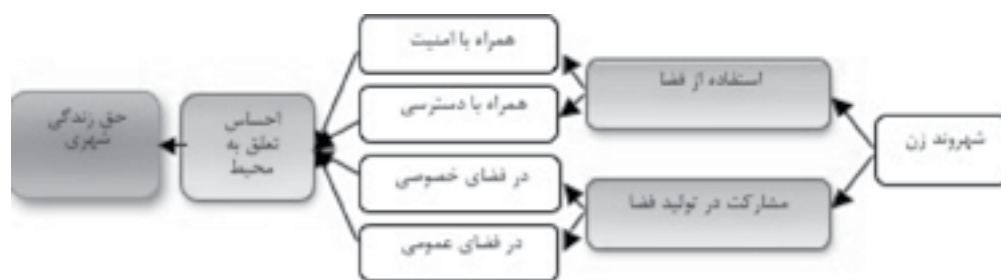 شهروند زن
استفاده از فضا
مشارکت در تولید فضا
همراه با امنیت
همراه با دسترسی
در فضای خصوصی
در فضای عمومی
احساس
تعلق به
محیط
حق زندگی
شهری